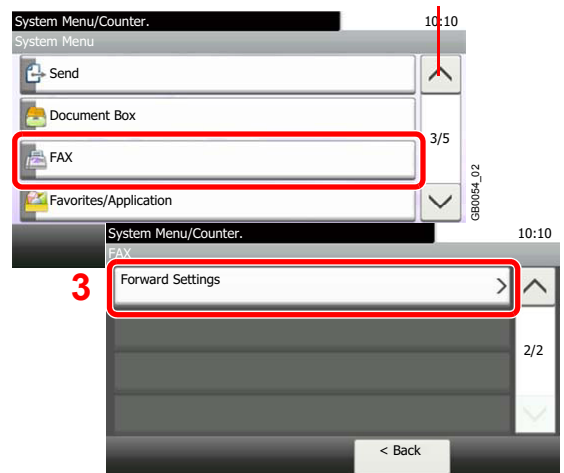 System Menu/Counter. 10:10
System Menu
Send
Document Box
3/5
FAX
Favorites/Application
GB0054_02
System Menu/Counter. 10:10
FAX
3
Forward Settings
2/2
< Back